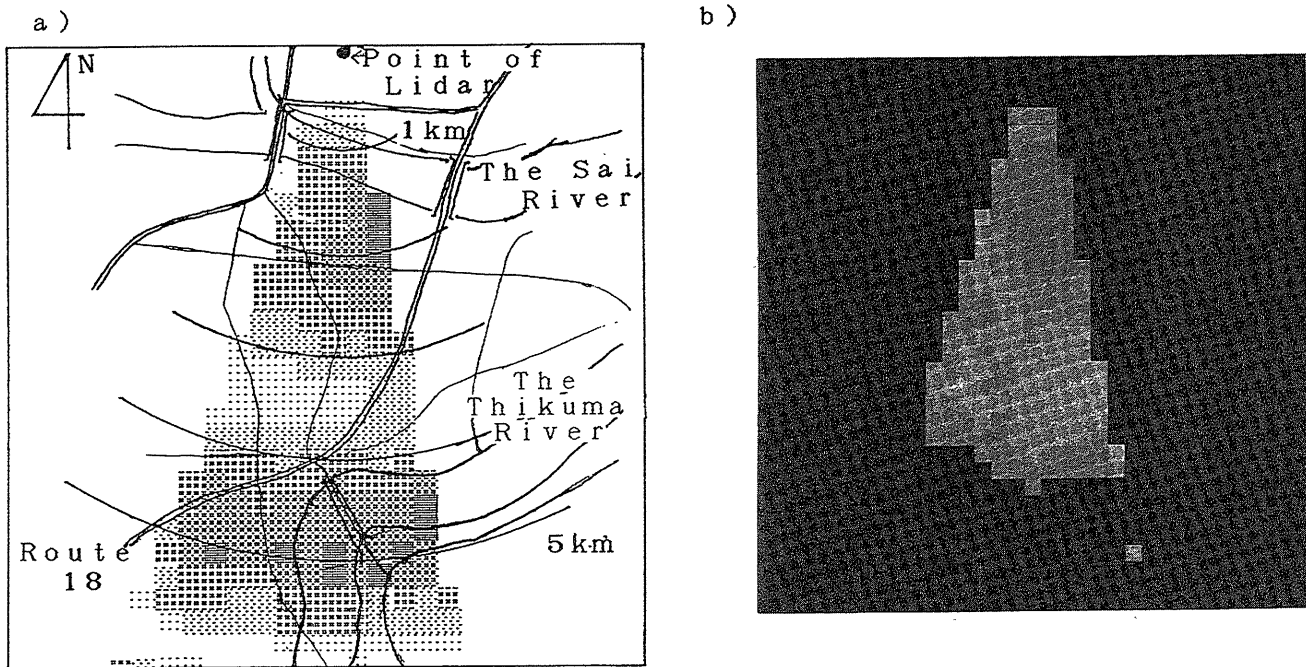 a)
b)
N
Point of
Lidar
1km
The Sai
River
The
Thikuma
River
Route
18
5km